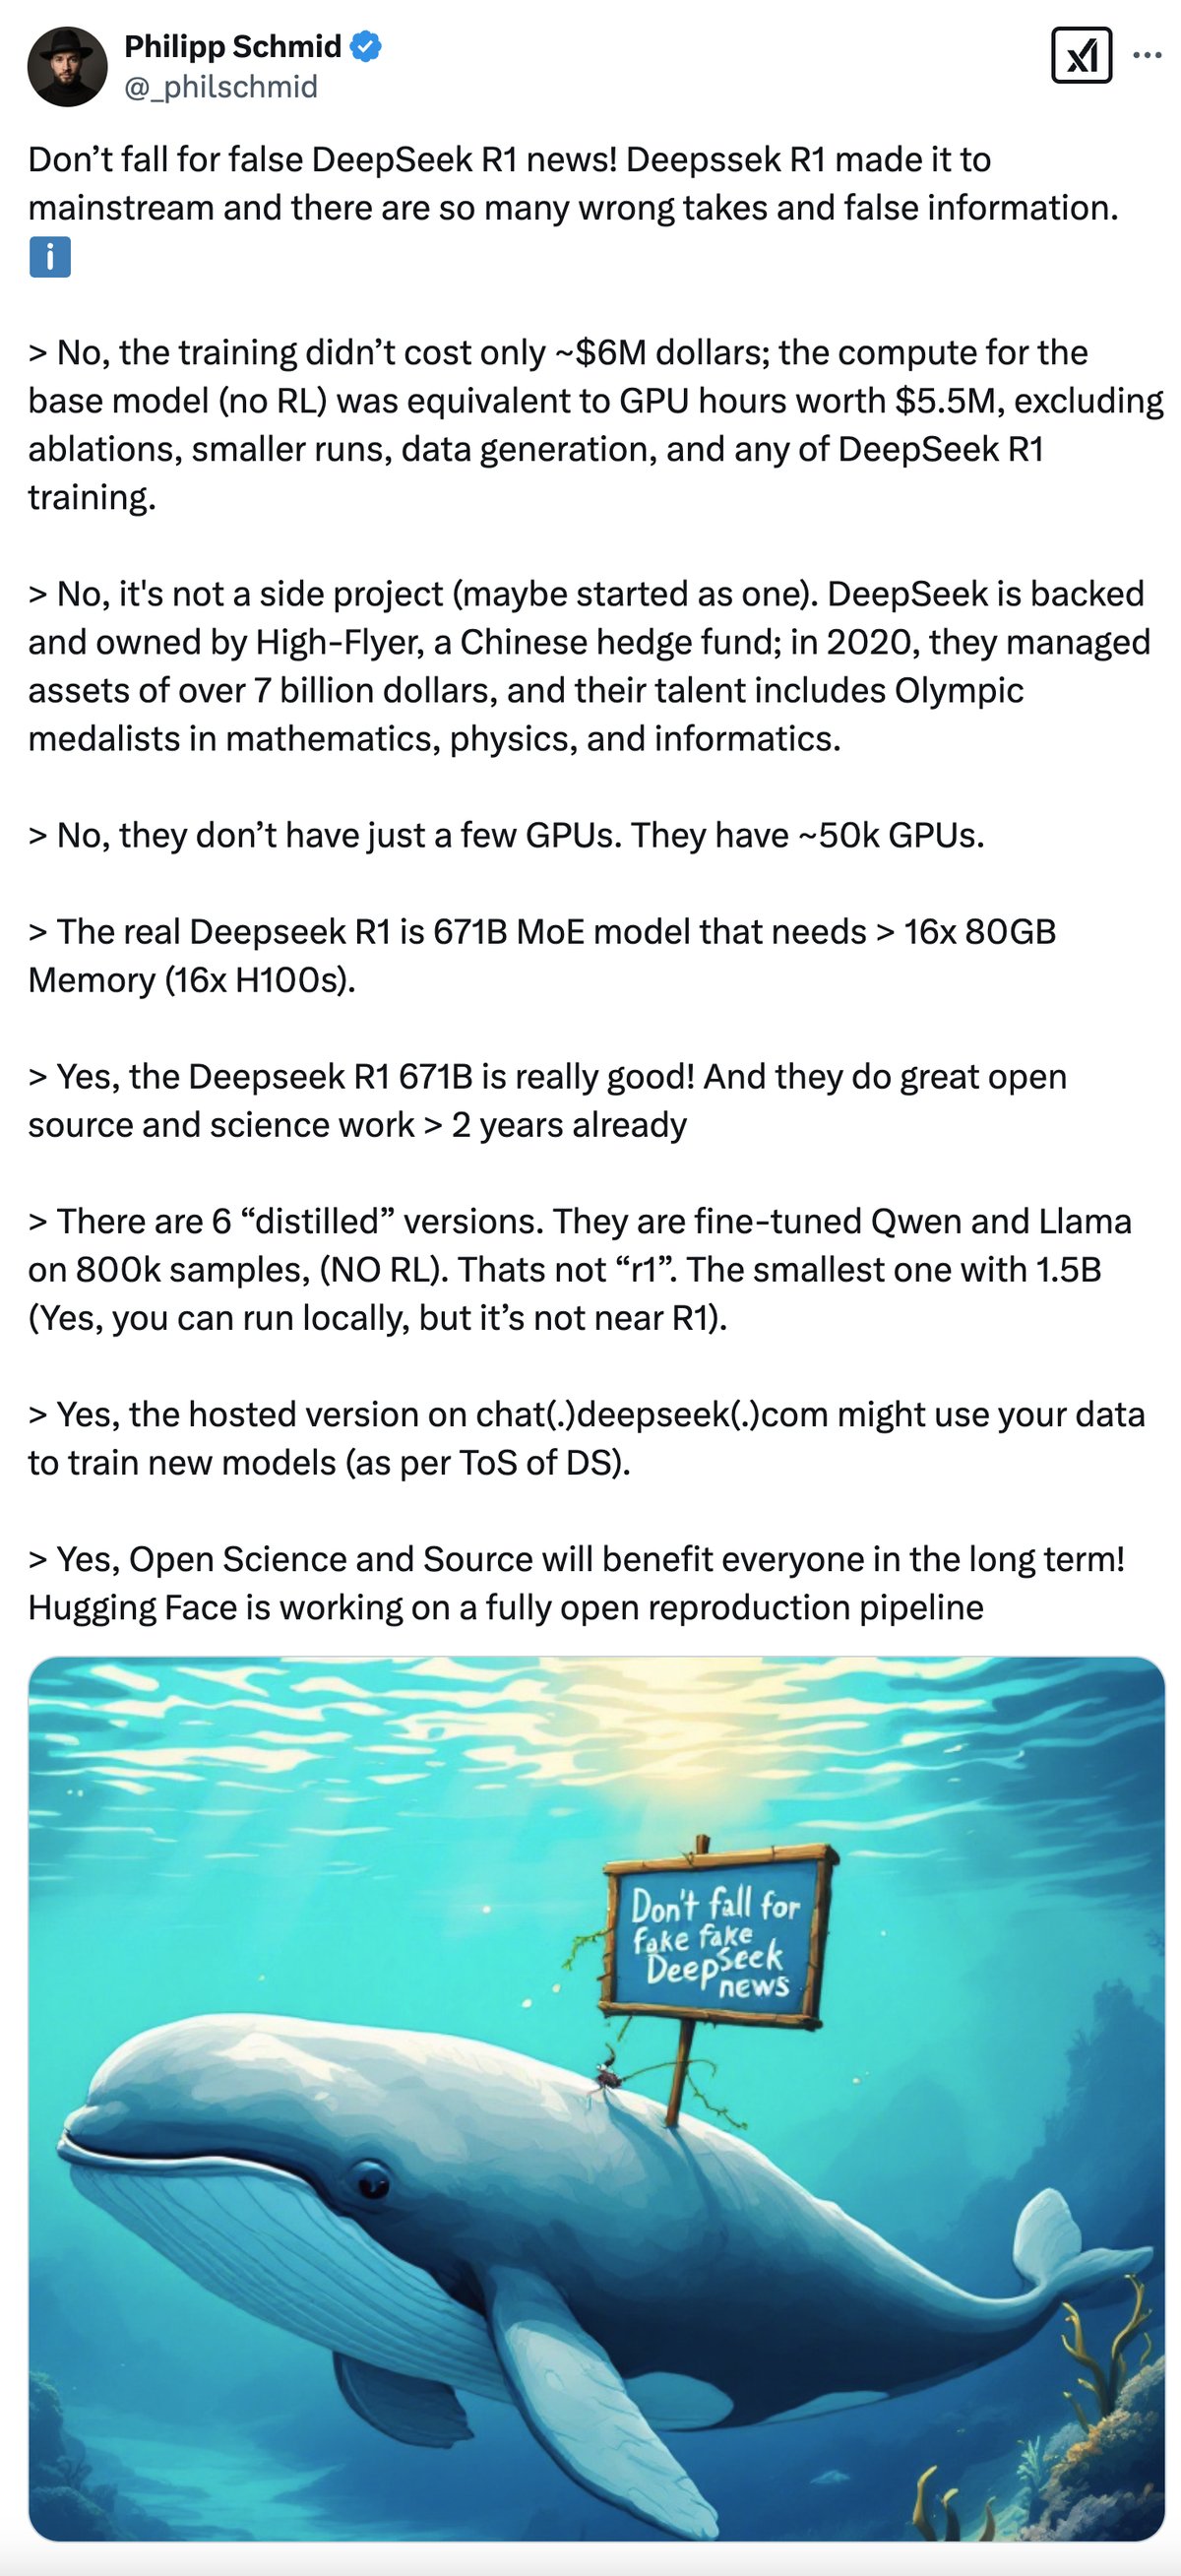 Philipp Schmid
@_philschmid
Don’t fall for false DeepSeek R1 news! Deepssek R1 made it to
mainstream and there are so many wrong takes and false information.
ℹ️
> No, the training didn’t cost only ~$6M dollars; the compute for the
base model (no RL) was equivalent to GPU hours worth $5.5M, excluding
ablations, smaller runs, data generation, and any of DeepSeek R1
training.
> No, it's not a side project (maybe started as one). DeepSeek is backed
and owned by High-Flyer, a Chinese hedge fund; in 2020, they managed
assets of over 7 billion dollars, and their talent includes Olympic
medalists in mathematics, physics, and informatics.
> No, they don’t have just a few GPUs. They have ~50k GPUs.
> The real Deepseek R1 is 671B MoE model that needs > 16x 80GB
Memory (16x H100s).
> Yes, the Deepseek R1 671B is really good! And they do great open
source and science work > 2 years already
> There are 6 “distilled” versions. They are fine-tuned Qwen and Llama
on 800k samples, (NO RL). Thats not “r1”. The smallest one with 1.5B
(Yes, you can run locally, but it’s not near R1).
> Yes, the hosted version on chat(.)deepseek(.)com might use your data
to train new models (as per ToS of DS).
> Yes, Open Science and Source will benefit everyone in the long term!
Hugging Face is working on a fully open reproduction pipeline
Don't fall for
fake fake
DeepSeek
news